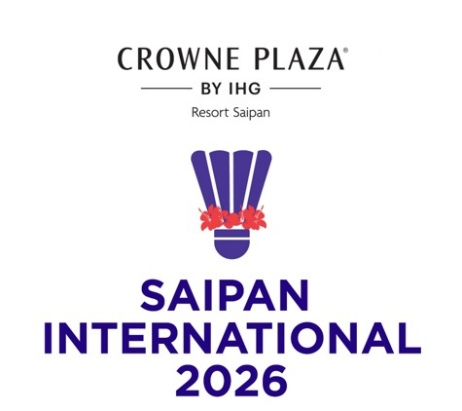 CROWNE PLAZA®
BY IHG
Resort Saipan
SAIPAN
INTERNATIONAL
2026